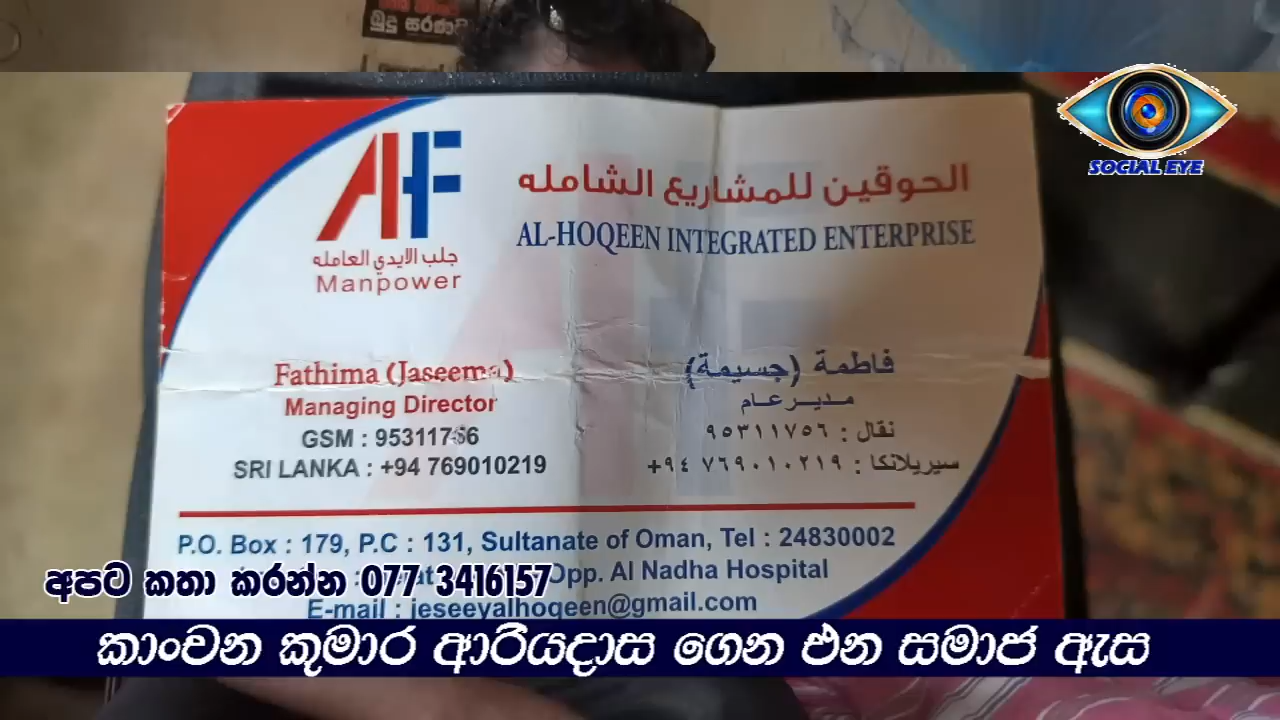 බුදු සරණයි
SOCIAL EYE
AHF
جلب الايدي العامله
Manpower
الحوقين للمشاريع الشامله
AL-HOQEEN INTEGRATED ENTERPRISE
Fathima (Jaseema)
Managing Director
GSM : 95311756
SRI LANKA : +94 769010219
فاطمة (جسيمة)
مدير عام
نقال : ٩٥٣١١٧٥٦
سيريلانكا : ٩٤ ٧٦٩٠١٠٢١٩+
P.O. Box : 179, P.C : 131, Sultanate of Oman, Tel : 24830002
Opp. Al Nadha Hospital
E-mail : jeseeyalhoqeen@gmail.com
අපට කතා කරන්න 077 3416157
කාංචන කුමාර ආරියදාස ගෙන එන සමාජ ඇස